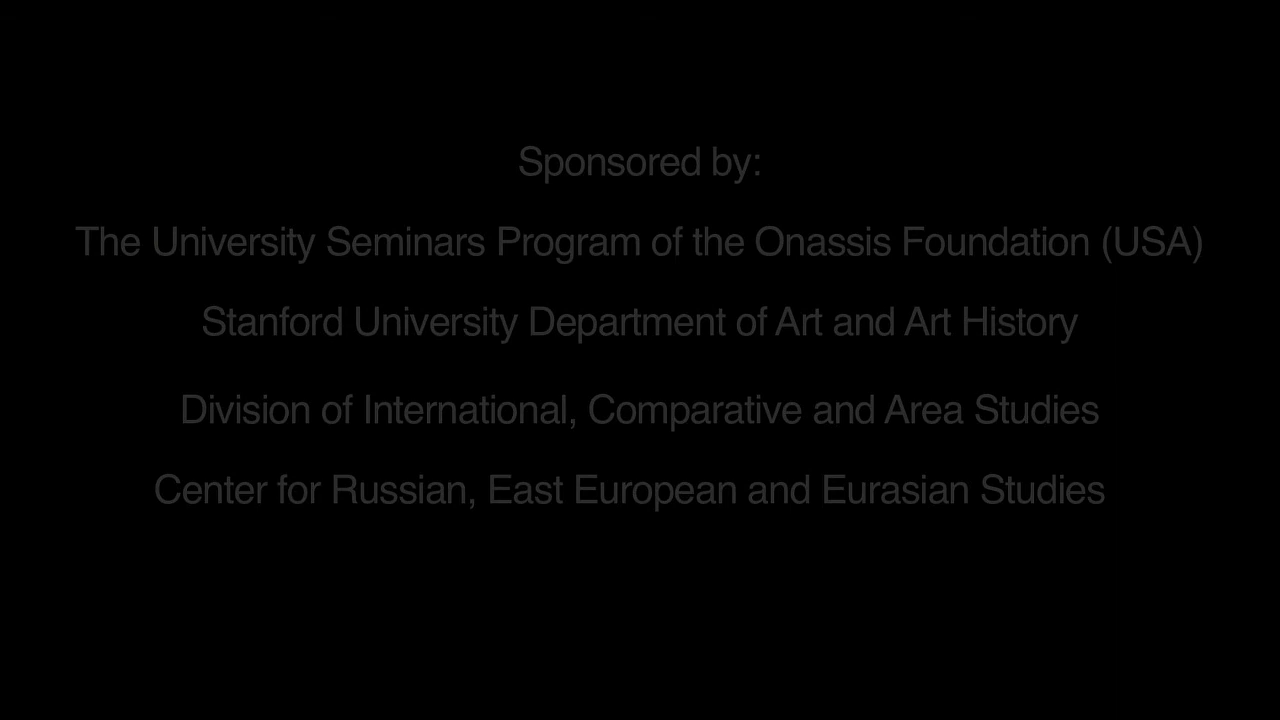 Sponsored by:
The University Seminars Program of the Onassis Foundation (USA)
Stanford University Department of Art and Art History
Division of International, Comparative and Area Studies
Center for Russian, East European and Eurasian Studies